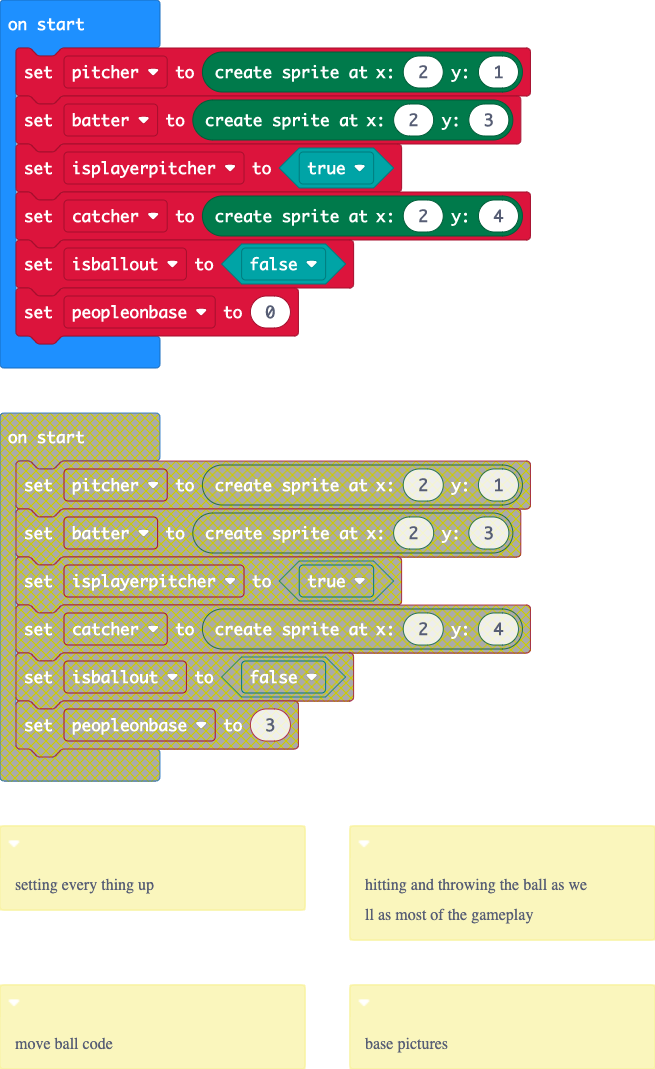 on start
set pitcher to create sprite at x: 2 y: 1
set batter to create sprite at x: 2 y: 3
set isplayerpitcher to true
set catcher to create sprite at x: 2 y: 4
set isballout to false
set peopleonbase to 0
on start
set pitcher to create sprite at x: 2 y: 1
set batter to create sprite at x: 2 y: 3
set isplayerpitcher to true
set catcher to create sprite at x: 2 y: 4
set isballout to false
set peopleonbase to 3
setting every thing up
hitting and throwing the ball as we
ll as most of the gameplay
move ball code
base pictures